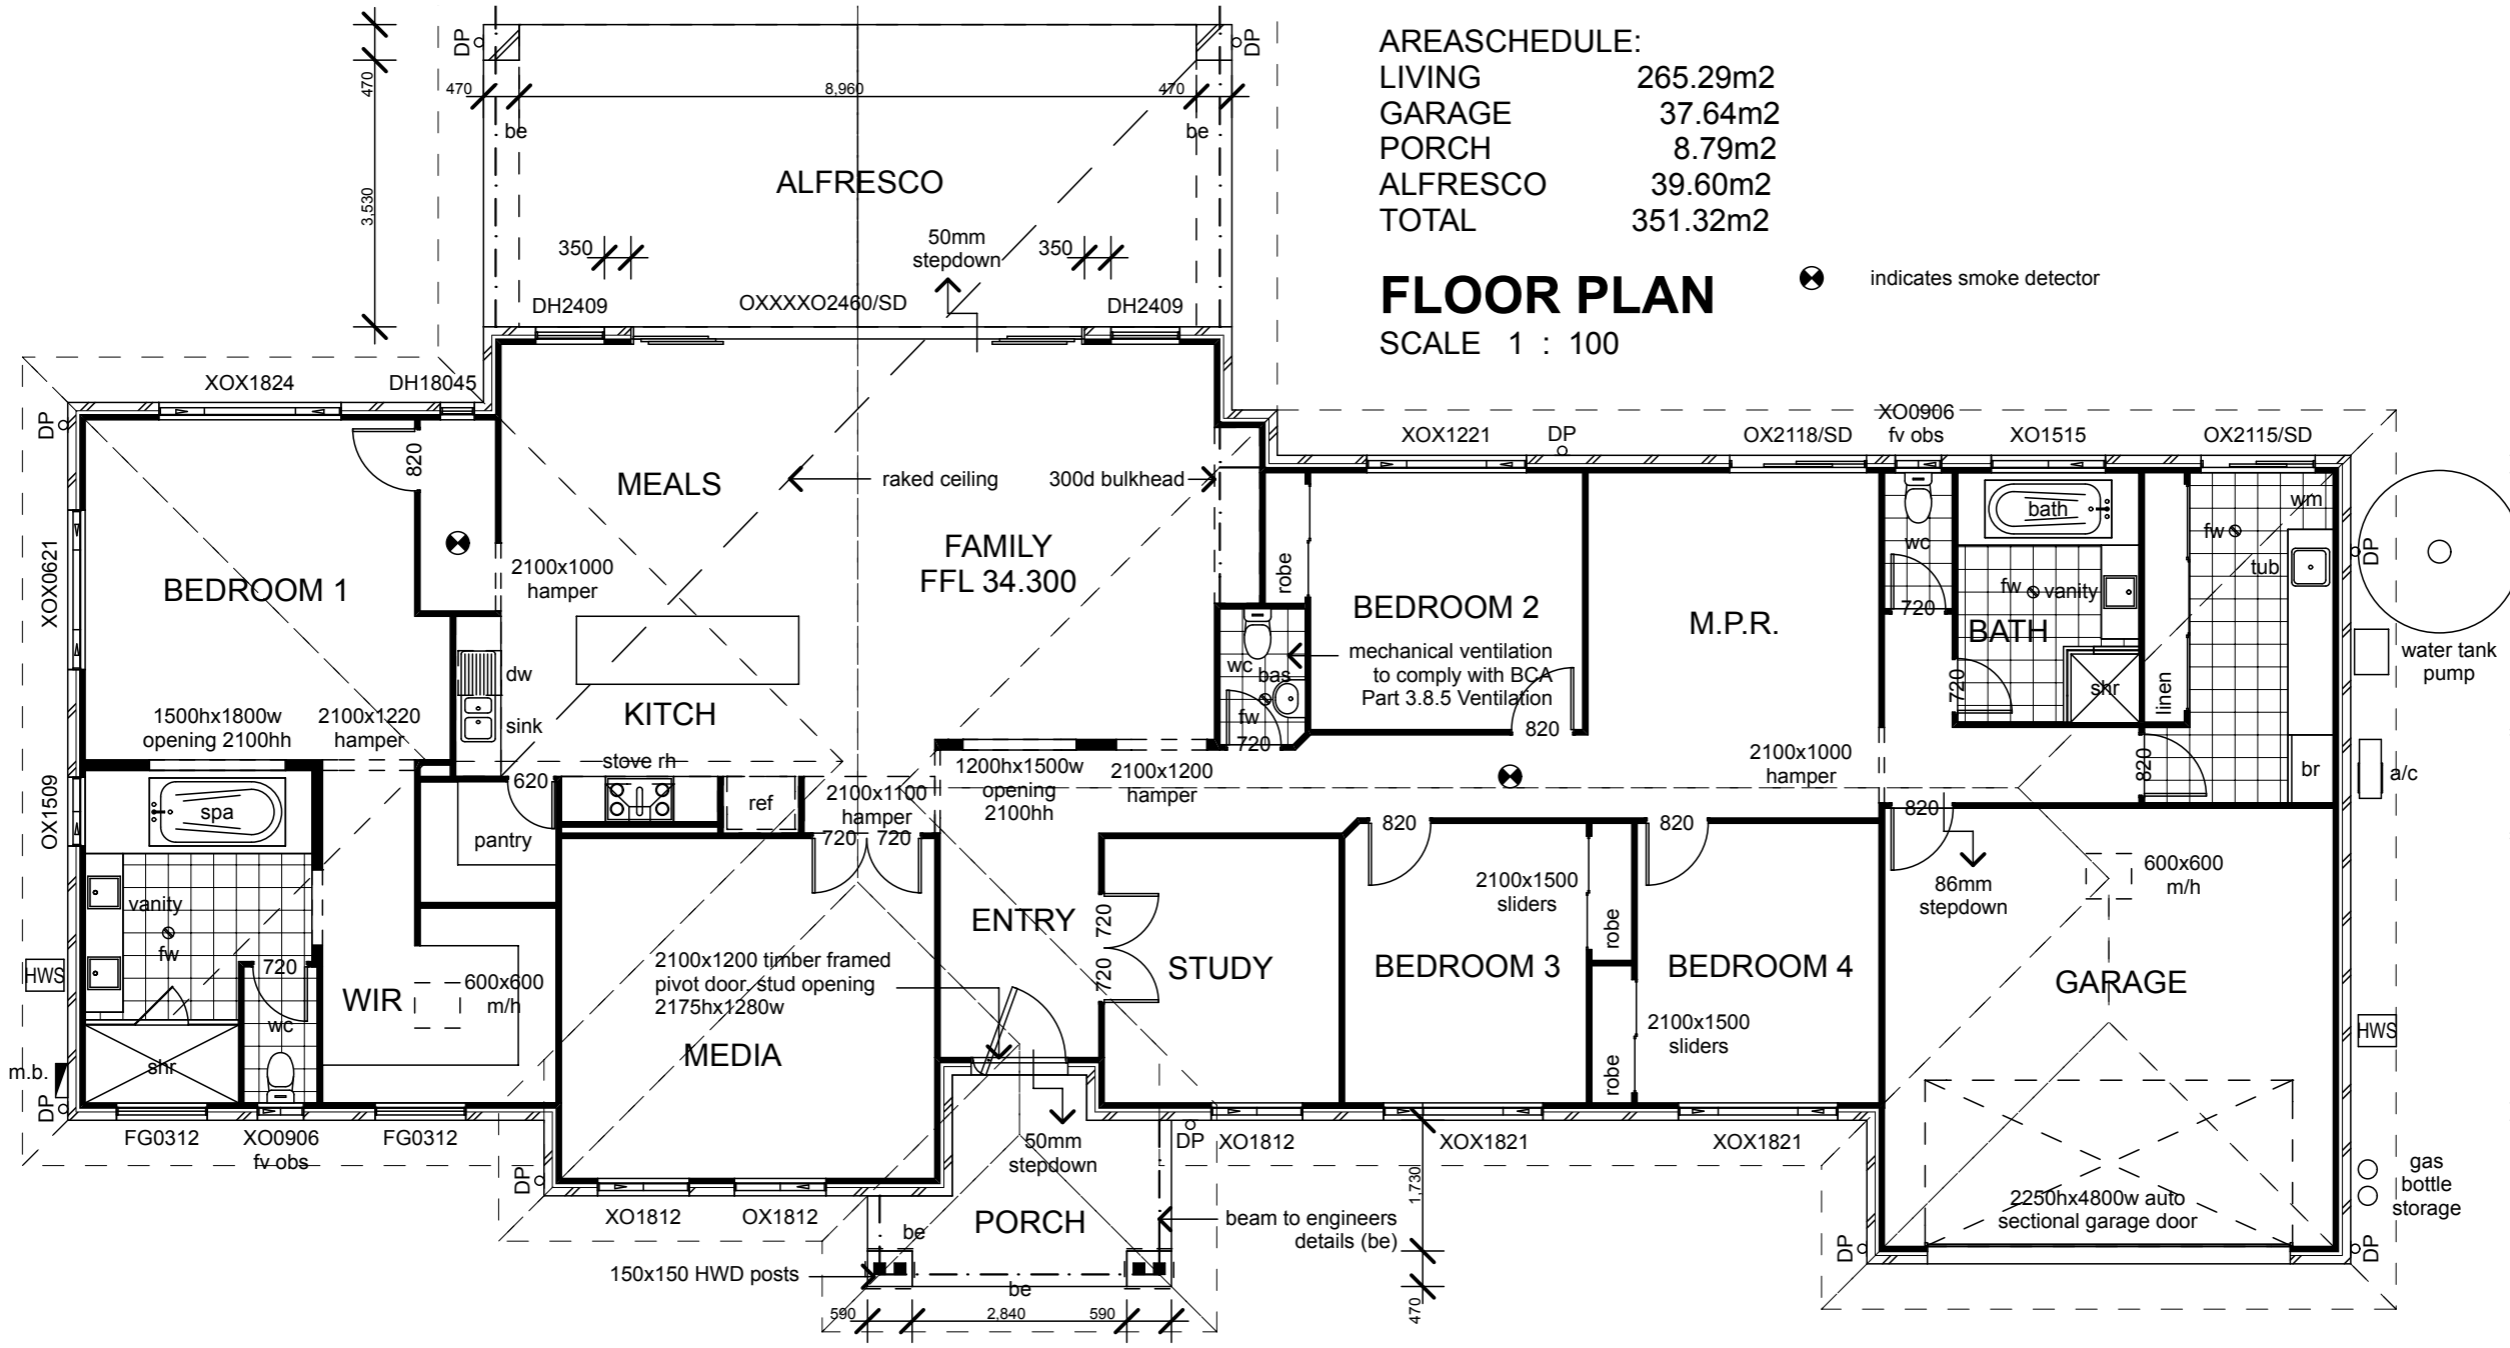 AREASCHEDULE:
LIVING 265.29m2
GARAGE 37.64m2
PORCH 8.79m2
ALFRESCO 39.60m2
TOTAL 351.32m2
FLOOR PLAN
SCALE 1 : 100
indicates smoke detector
DP
DP
470
470
8,960
470
be
be
3,530
ALFRESCO
350
50mm
stepdown
350
DH2409
OXXXXO2460/SD
DH2409
XOX1824
DH18045
DP
820
XOX1221
DP
OX2118/SD
XO0906
fv obs
XO1515
OX2115/SD
MEALS
raked ceiling
300d bulkhead
FAMILY
FFL 34.300
2100x1000
hamper
XOX0621
BEDROOM 1
robe
BEDROOM 2
mechanical ventilation
to comply with BCA
Part 3.8.5 Ventilation
M.P.R.
wc
720
bath
fw
vanity
BATH
720
shr
linen
wm
fw
tub
DP
water tank
pump
dw
sink
KITCH
wc
bas
fw
720
820
1500hx1800w
opening 2100hh
2100x1220
hamper
stove rh
620
ref
2100x1100
hamper
1200hx1500w
opening
2100hh
2100x1200
hamper
2100x1000
hamper
820
br
a/c
OX1509
spa
pantry
720
720
820
820
820
vanity
fw
720
HWS
WIR
600x600
m/h
2100x1200 timber framed
pivot door, stud opening
2175hx1280w
MEDIA
ENTRY
720
720
STUDY
2100x1500
sliders
robe
BEDROOM 3
BEDROOM 4
2100x1500
sliders
robe
86mm
stepdown
600x600
m/h
GARAGE
HWS
wc
shr
m.b.
DP
FG0312
XO0906
fv obs
FG0312
DP
50mm
stepdown
DP
XO1812
XOX1821
XOX1821
XO1812
OX1812
PORCH
be
beam to engineers
details (be)
1,730
2250hx4800w auto
sectional garage door
gas
bottle
storage
DP
DP
150x150 HWD posts
be
590
2,840
590
470